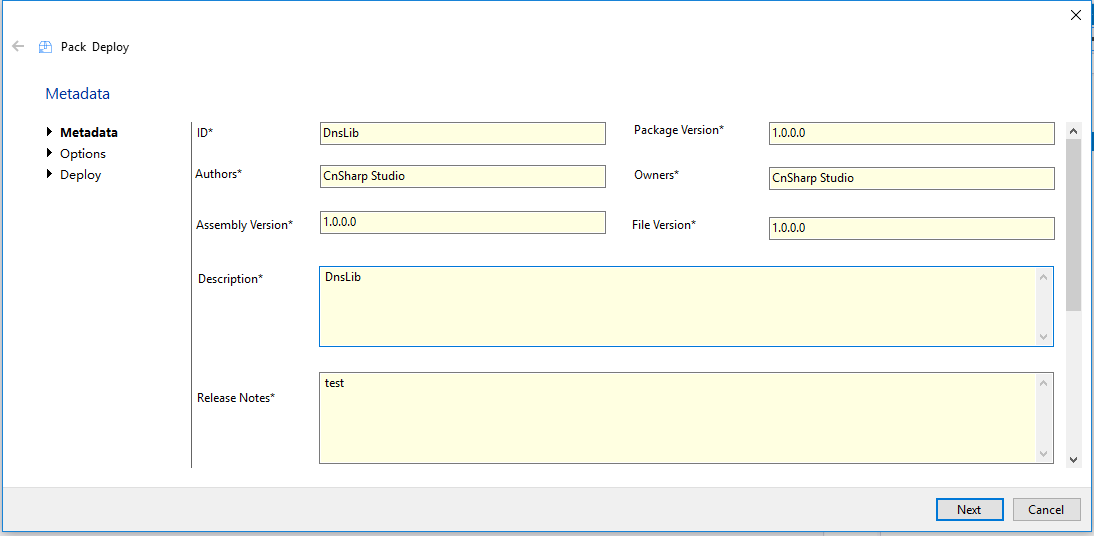 Pack Deploy
Metadata
Metadata
Options
Deploy
ID* DnsLib Package Version* 1.0.0.0
Authors* CnSharp Studio Owners* CnSharp Studio
Assembly Version* 1.0.0.0 File Version* 1.0.0.0
Description* DnsLib
Release Notes* test
Next Cancel